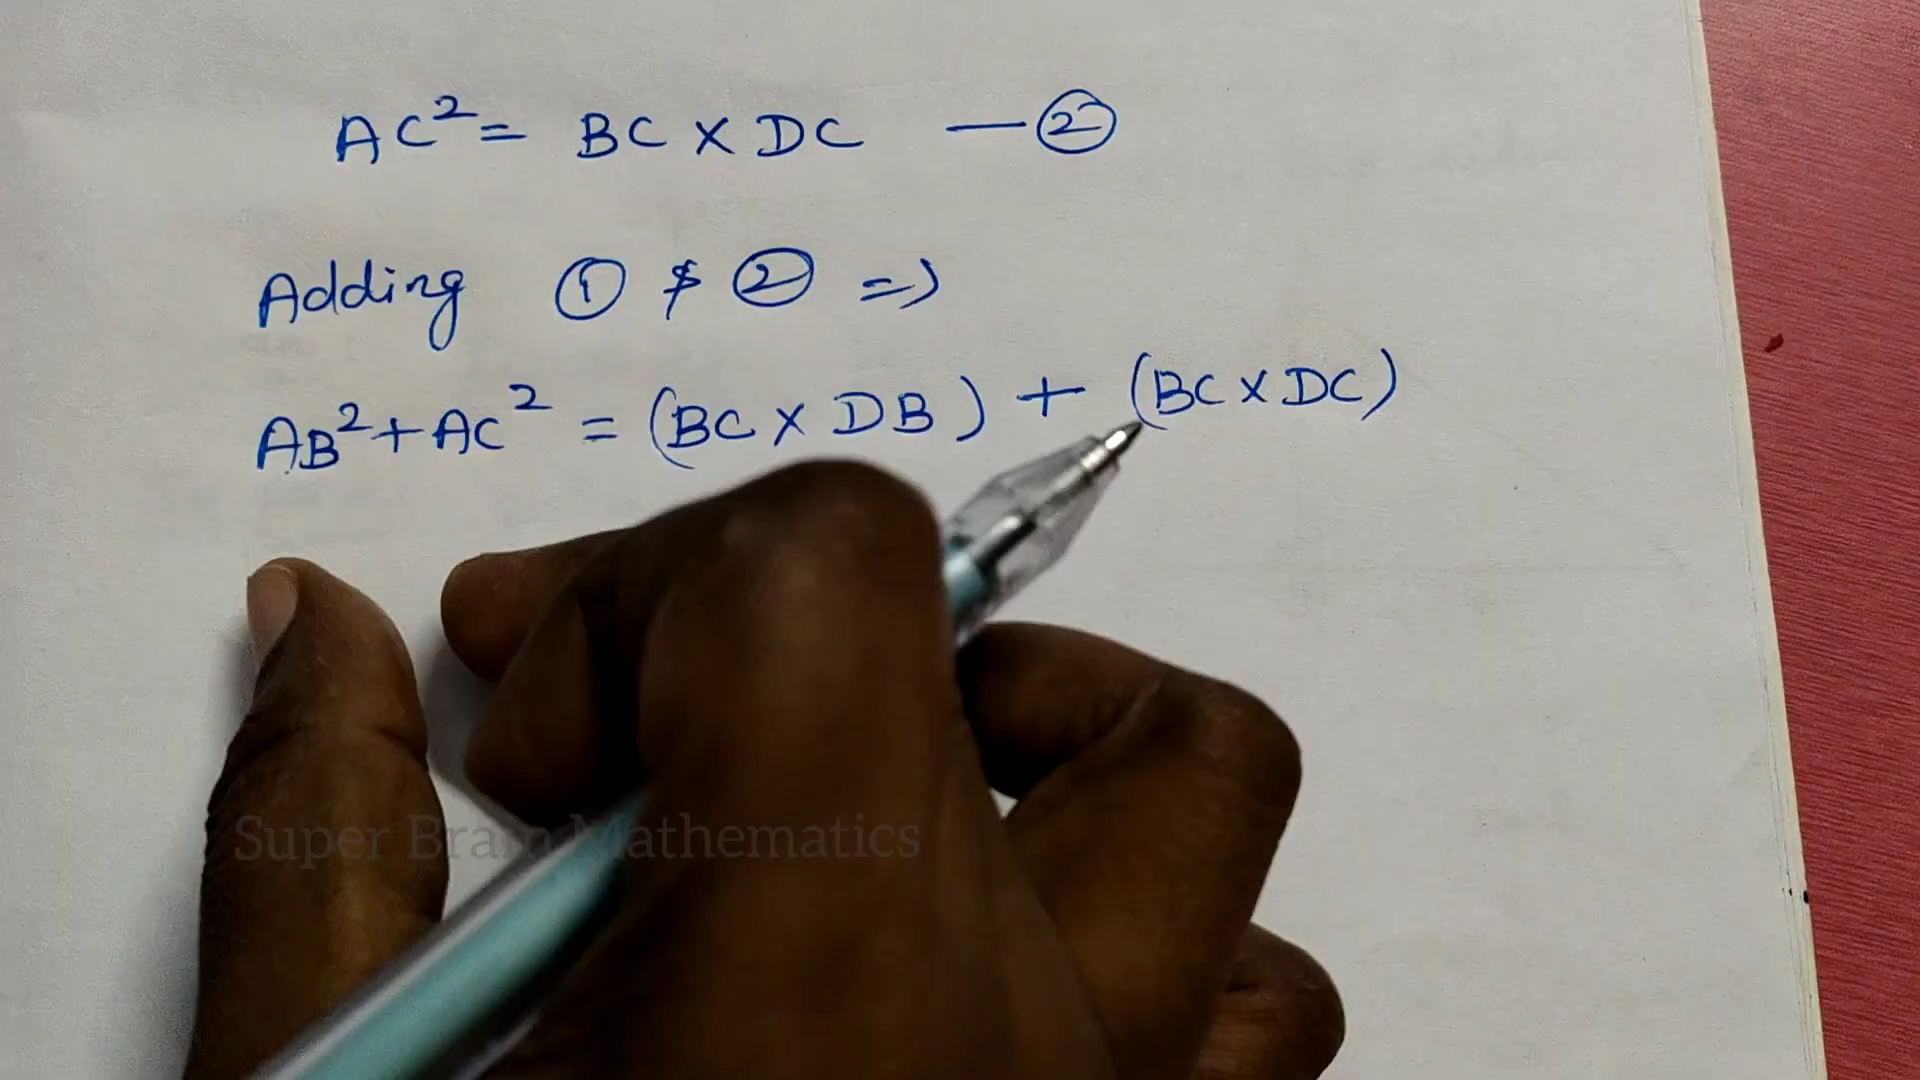 AC² = BC × DC — ②
Adding ① & ② ⇒
AB² + AC² = (BC × DB) + (BC × DC)
Super Brain Mathematics